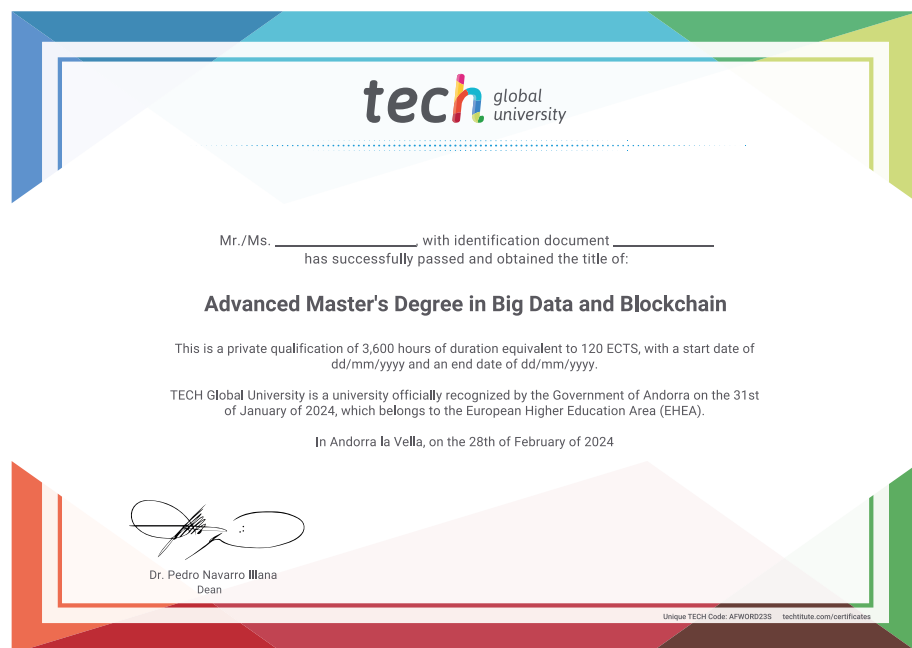 tech global
university
Mr./Ms. ____________, with identification document ____________
has successfully passed and obtained the title of:
Advanced Master's Degree in Big Data and Blockchain
This is a private qualification of 3,600 hours of duration equivalent to 120 ECTS, with a start date of
dd/mm/yyyy and an end date of dd/mm/yyyy.
TECH Global University is a university officially recognized by the Government of Andorra on the 31st
of January of 2024, which belongs to the European Higher Education Area (EHEA).
In Andorra la Vella, on the 28th of February of 2024
Dr. Pedro Navarro Illana
Dean
Unique TECH Code: AFWORD23S techtitute.com/certificates